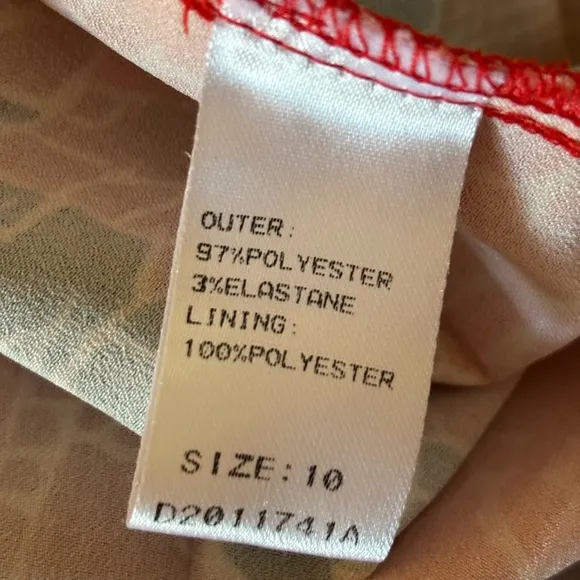 OUTER:
97%POLYESTER
3%ELASTANE
LINING:
100%POLYESTER
SIZE:10
D2011741A